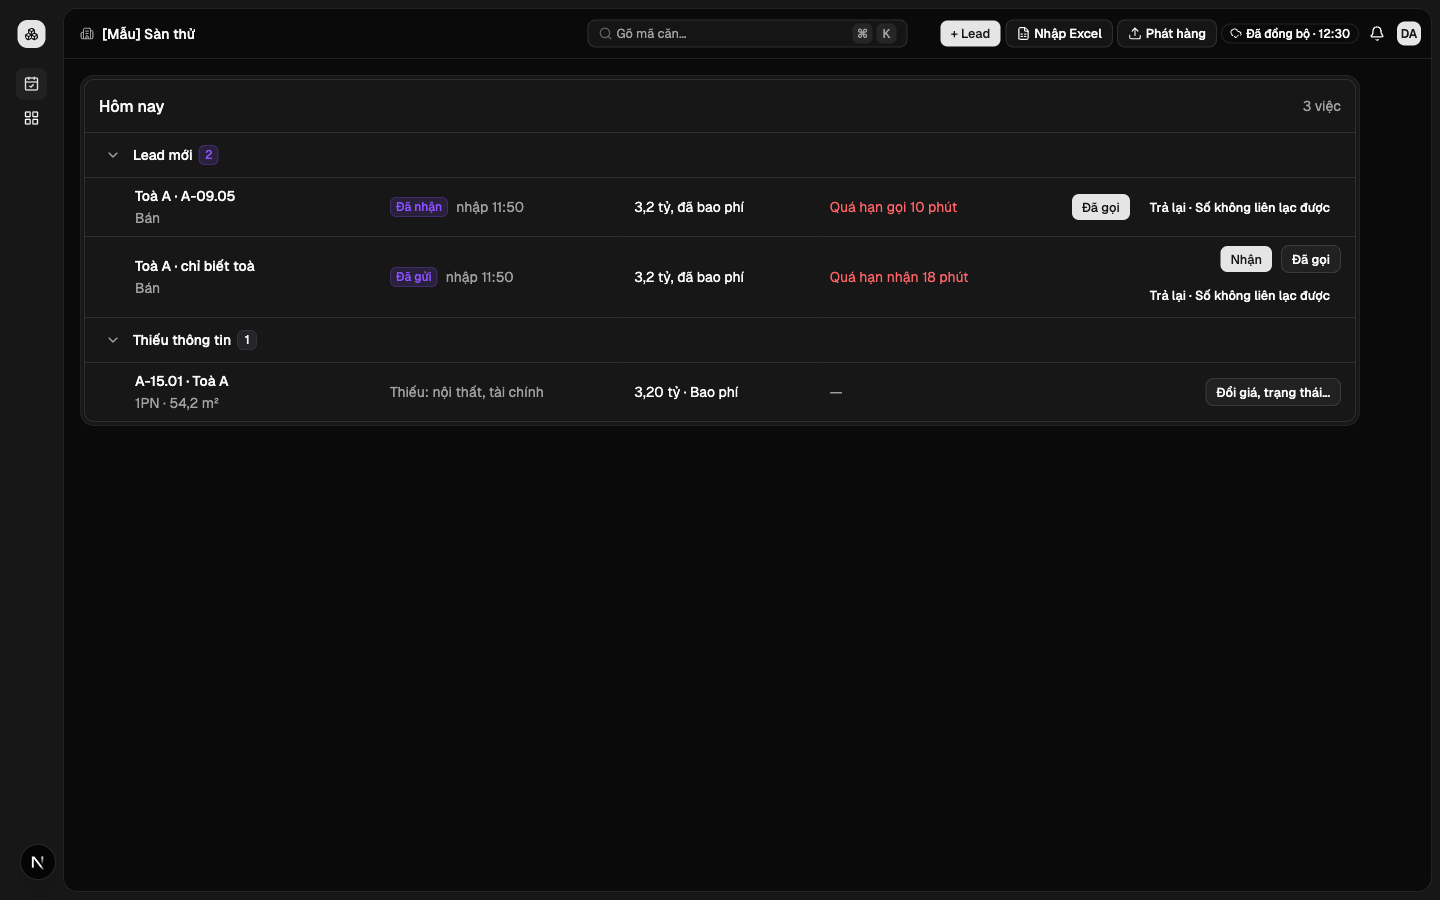 [Mẫu] Sàn thử
Gõ mã căn...
⌘ K
+ Lead
Nhập Excel
Phát hàng
Đã đồng bộ · 12:30
DA
Hôm nay
3 việc
Lead mới 2
Toà A · A-09.05
Bán
Đã nhận nhập 11:50
3,2 tỷ, đã bao phí
Quá hạn gọi 10 phút
Đã gọi
Trả lại · Số không liên lạc được
Toà A · chỉ biết toà
Bán
Đã gửi nhập 11:50
3,2 tỷ, đã bao phí
Quá hạn nhận 18 phút
Nhận
Đã gọi
Trả lại · Số không liên lạc được
Thiếu thông tin 1
A-15.01 · Toà A
1PN · 54,2 m²
Thiếu: nội thất, tài chính
3,20 tỷ · Bao phí
—
Đổi giá, trạng thái...
N